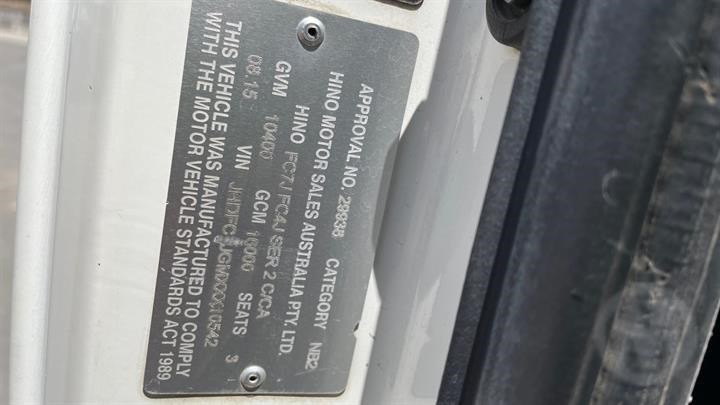 APPROVAL NO. 29938 CATEGORY NB2
HINO MOTOR SALES AUSTRALIA PTY. LTD.
HINO FC7J FC4J SER 2 C/CA
GVM 10400 GCM 16000 SEATS 3
08.15 VIN
THIS VEHICLE WAS MANUFACTURED TO COMPLY
WITH THE MOTOR VEHICLE STANDARDS ACT 1989